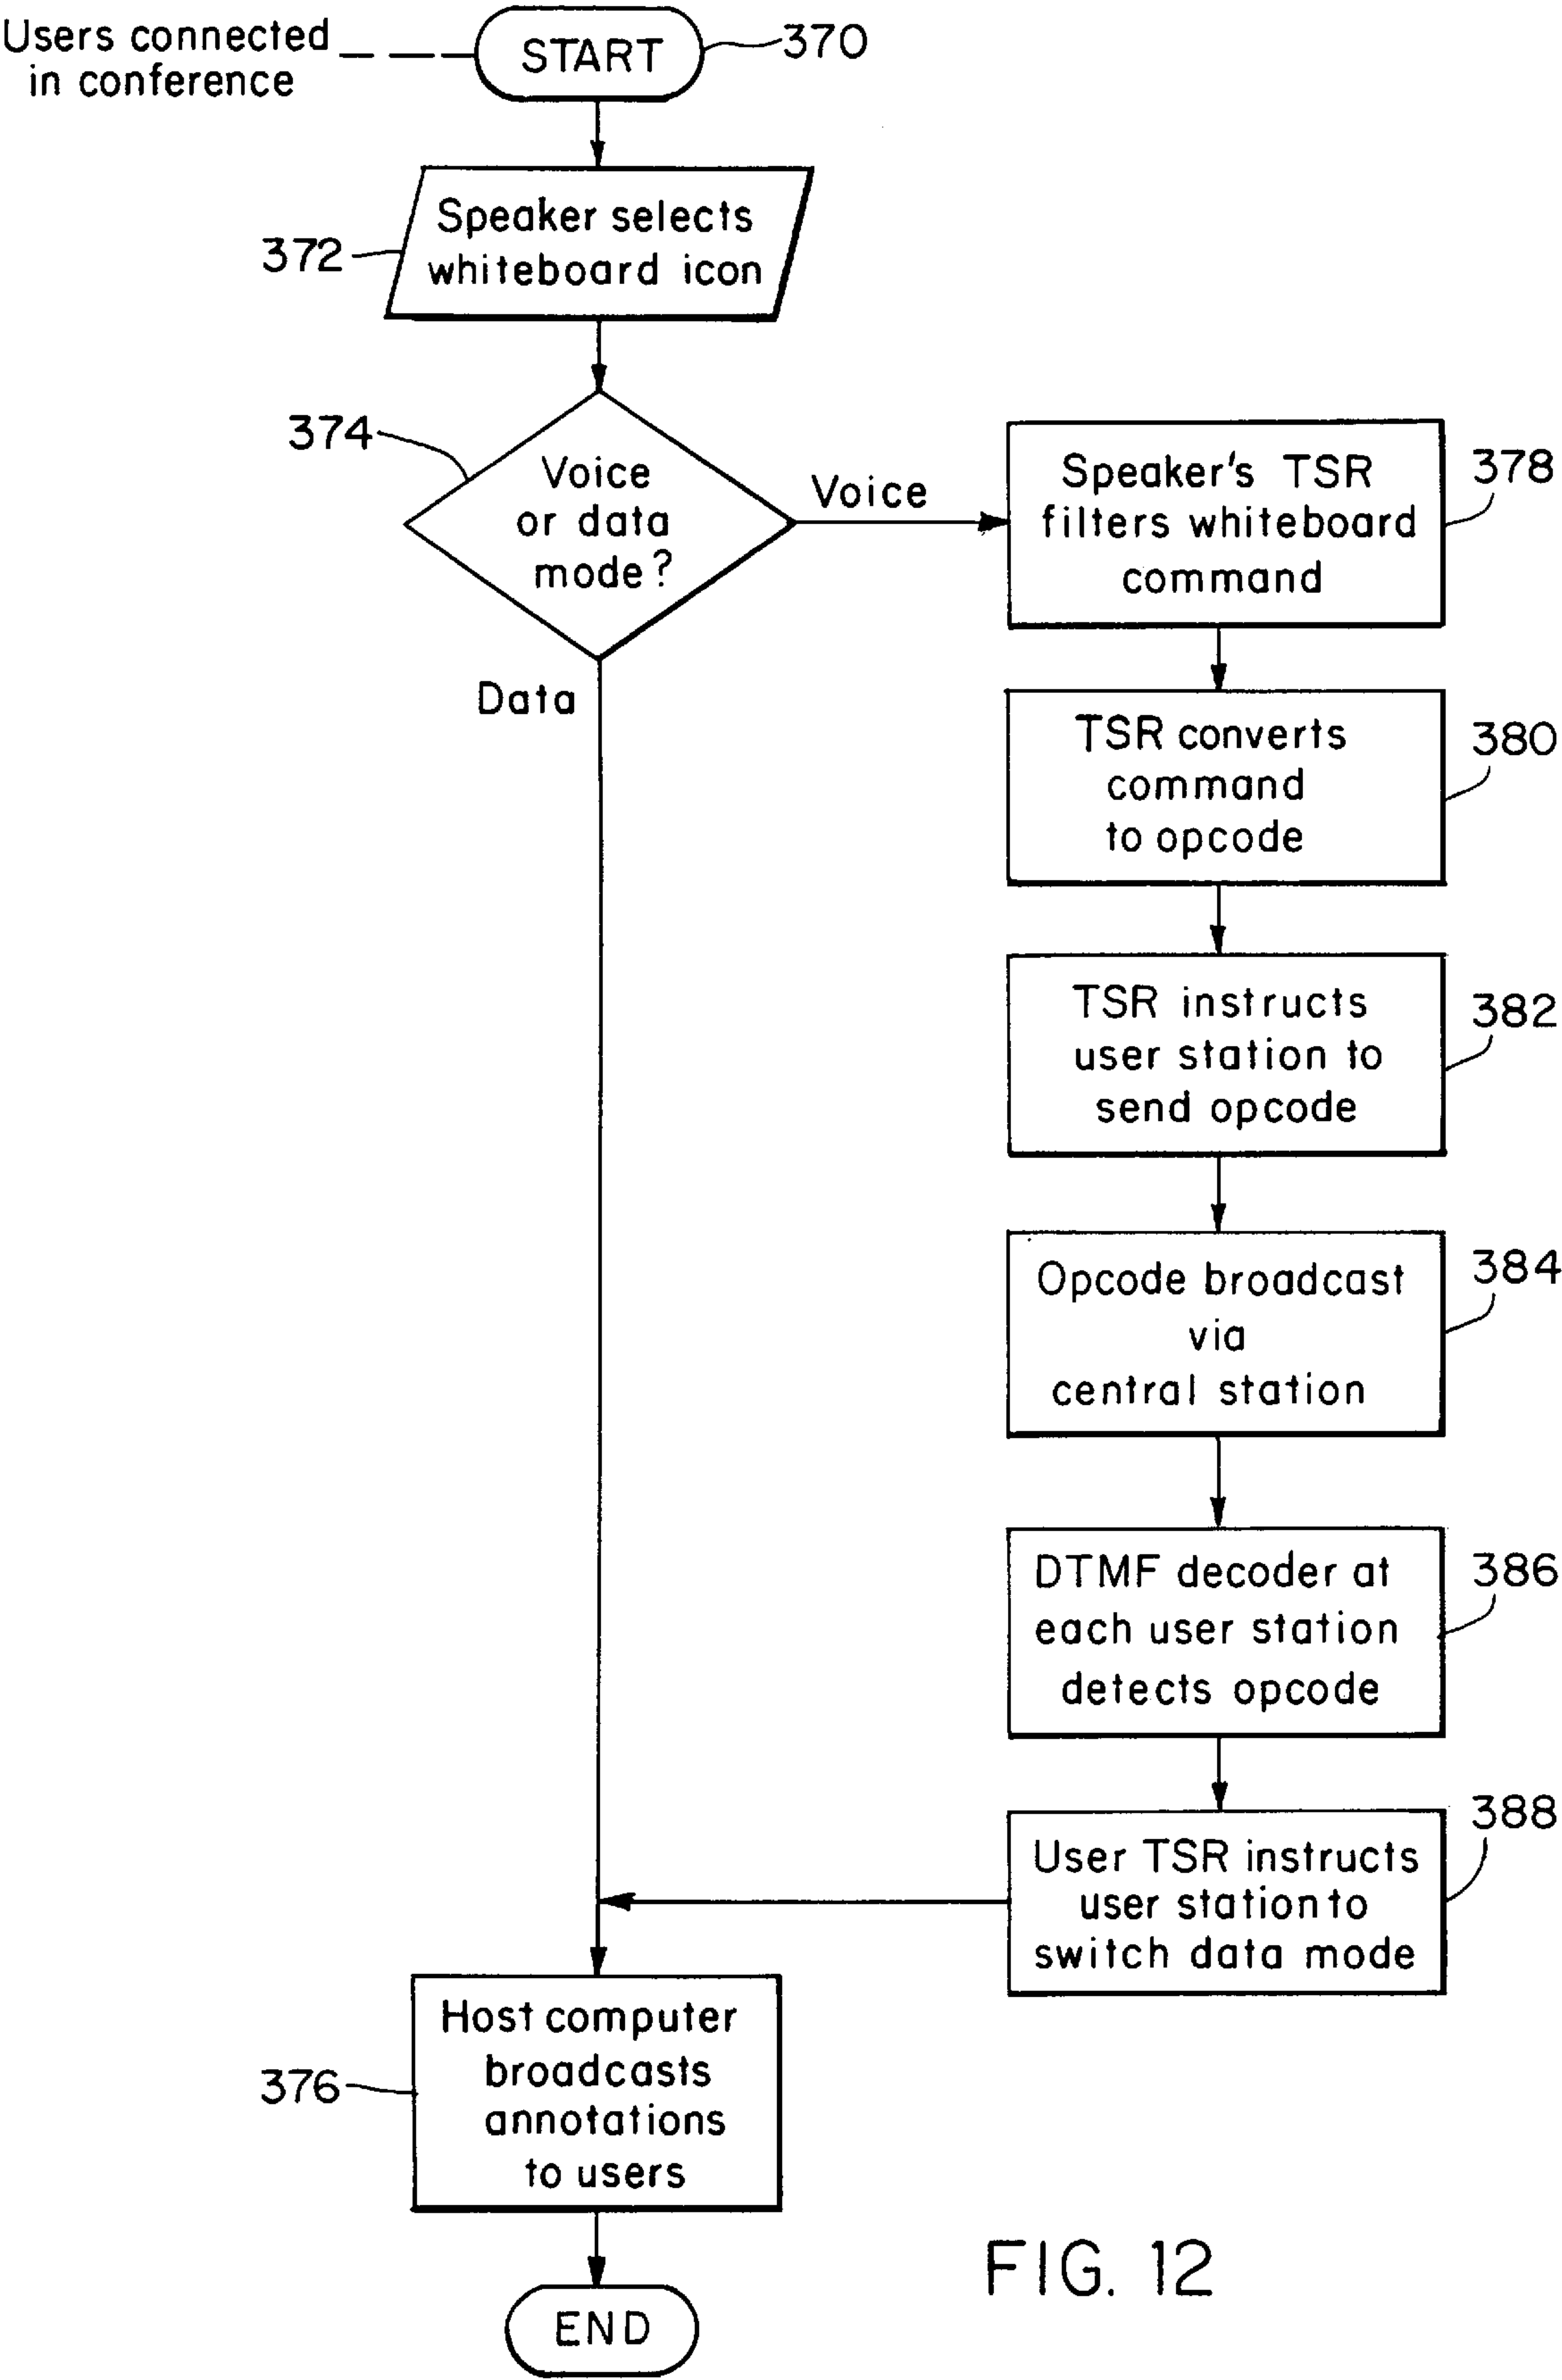 Users connected
in conference
START
370
Speaker selects
whiteboard icon
372
374
Voice
or data
mode?
Voice
Data
Speaker's TSR
filters whiteboard
command
378
TSR converts
command
to opcode
380
TSR instructs
user station to
send opcode
382
Opcode broadcast
via
central station
384
DTMF decoder at
each user station
detects opcode
386
User TSR instructs
user station to
switch data mode
388
Host computer
broadcasts
annotations
to users
376
END
FIG. 12